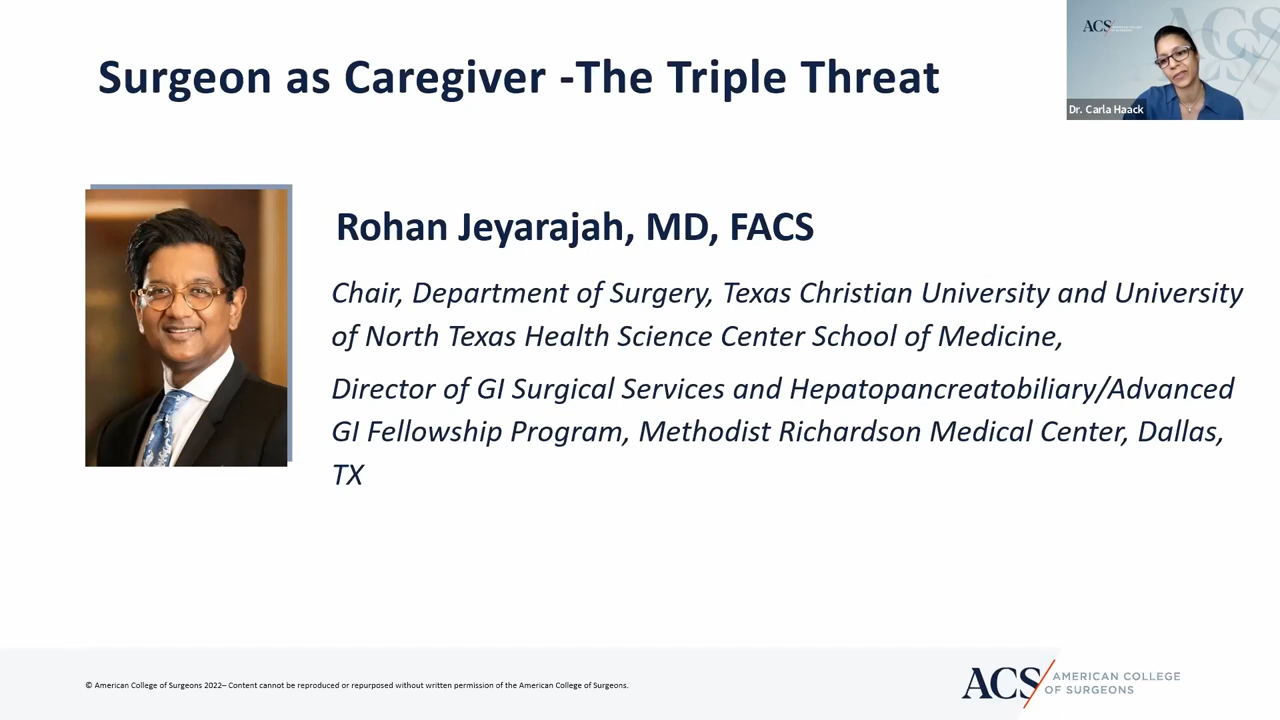 Surgeon as Caregiver -The Triple Threat
ACS
Dr. Carla Haack
Rohan Jeyarajah, MD, FACS
Chair, Department of Surgery, Texas Christian University and University
of North Texas Health Science Center School of Medicine,
Director of GI Surgical Services and Hepatopancreatobiliary/Advanced
GI Fellowship Program, Methodist Richardson Medical Center, Dallas,
TX
© American College of Surgeons 2022– Content cannot be reproduced or repurposed without written permission of the American College of Surgeons.
ACS AMERICAN COLLEGE
OF SURGEONS